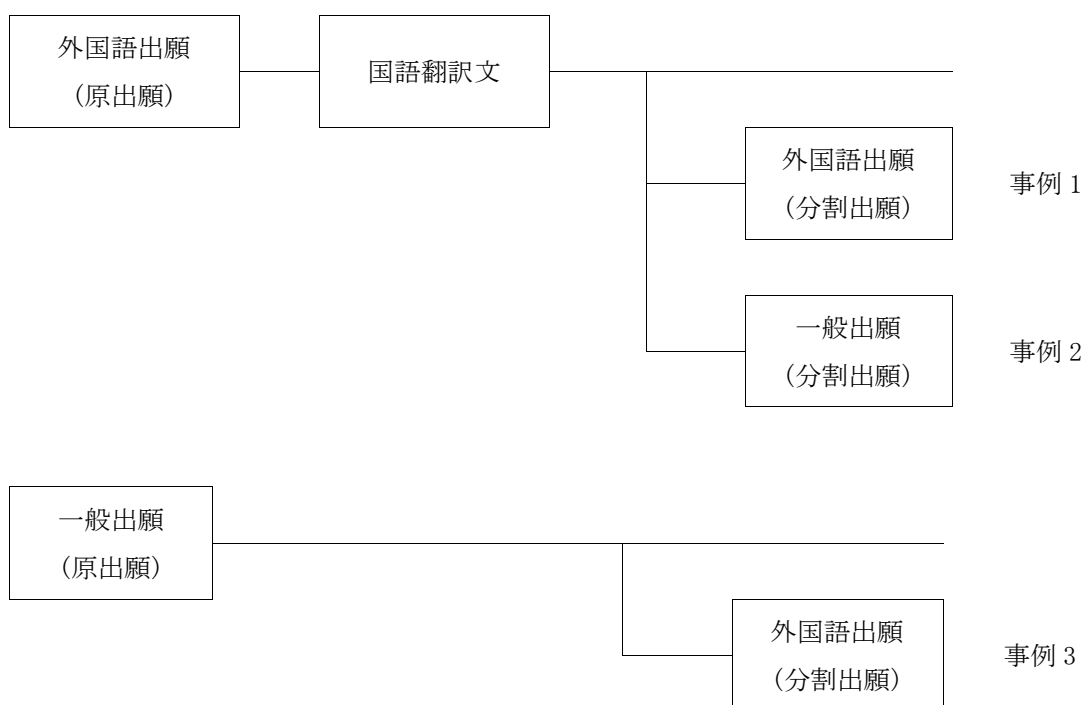 外国語出願
(原出願)
国語翻訳文
外国語出願
(分割出願)
事例 1
一般出願
(分割出願)
事例 2
一般出願
(原出願)
外国語出願
(分割出願)
事例 3